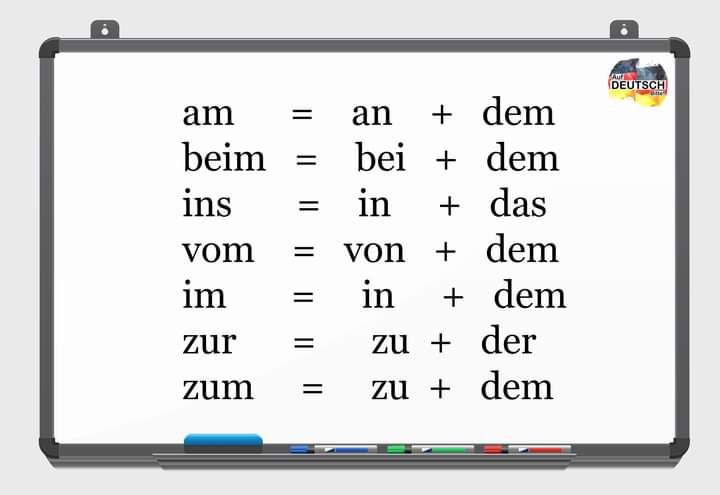 Auf
DEUTSCH
Bitte!
am = an + dem
beim = bei + dem
ins = in + das
vom = von + dem
im = in + dem
zur = zu + der
zum = zu + dem